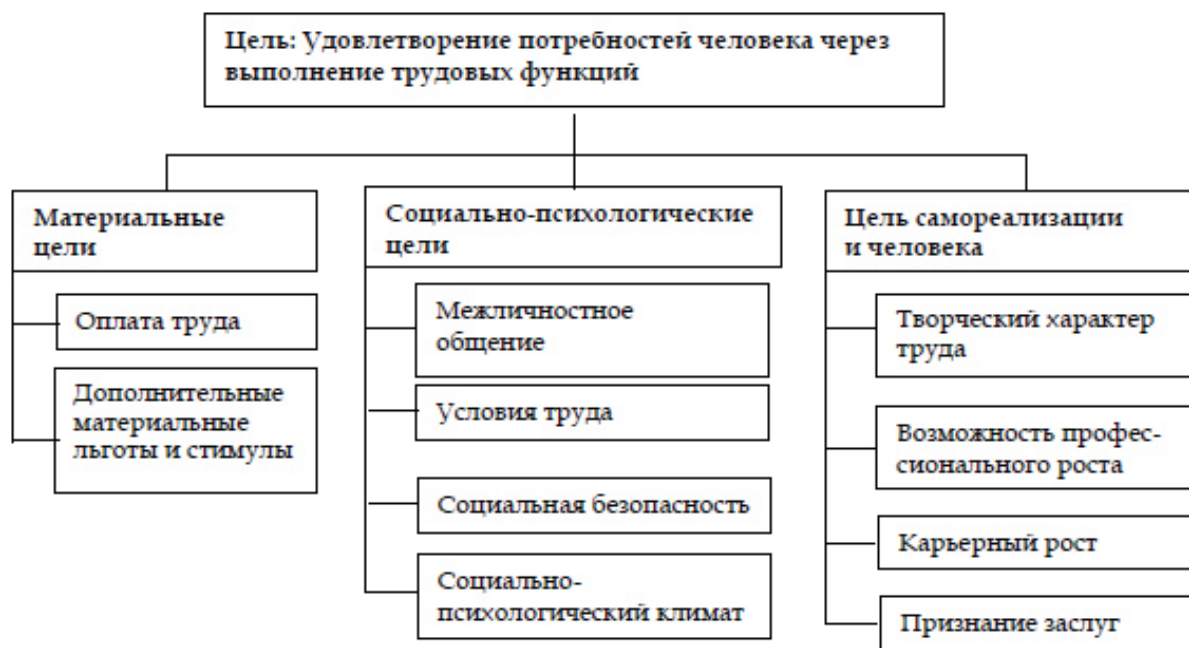 Цель: Удовлетворение потребностей человека через
выполнение трудовых функций
Материальные
цели
Оплата труда
Дополнительные
материальные
льготы и стимулы
Социально-психологические
цели
Межличностное
общение
Условия труда
Социальная безопасность
Социально-
психологический климат
Цель самореализации
и человека
Творческий характер
труда
Возможность профес-
сионального роста
Карьерный рост
Признание заслуг